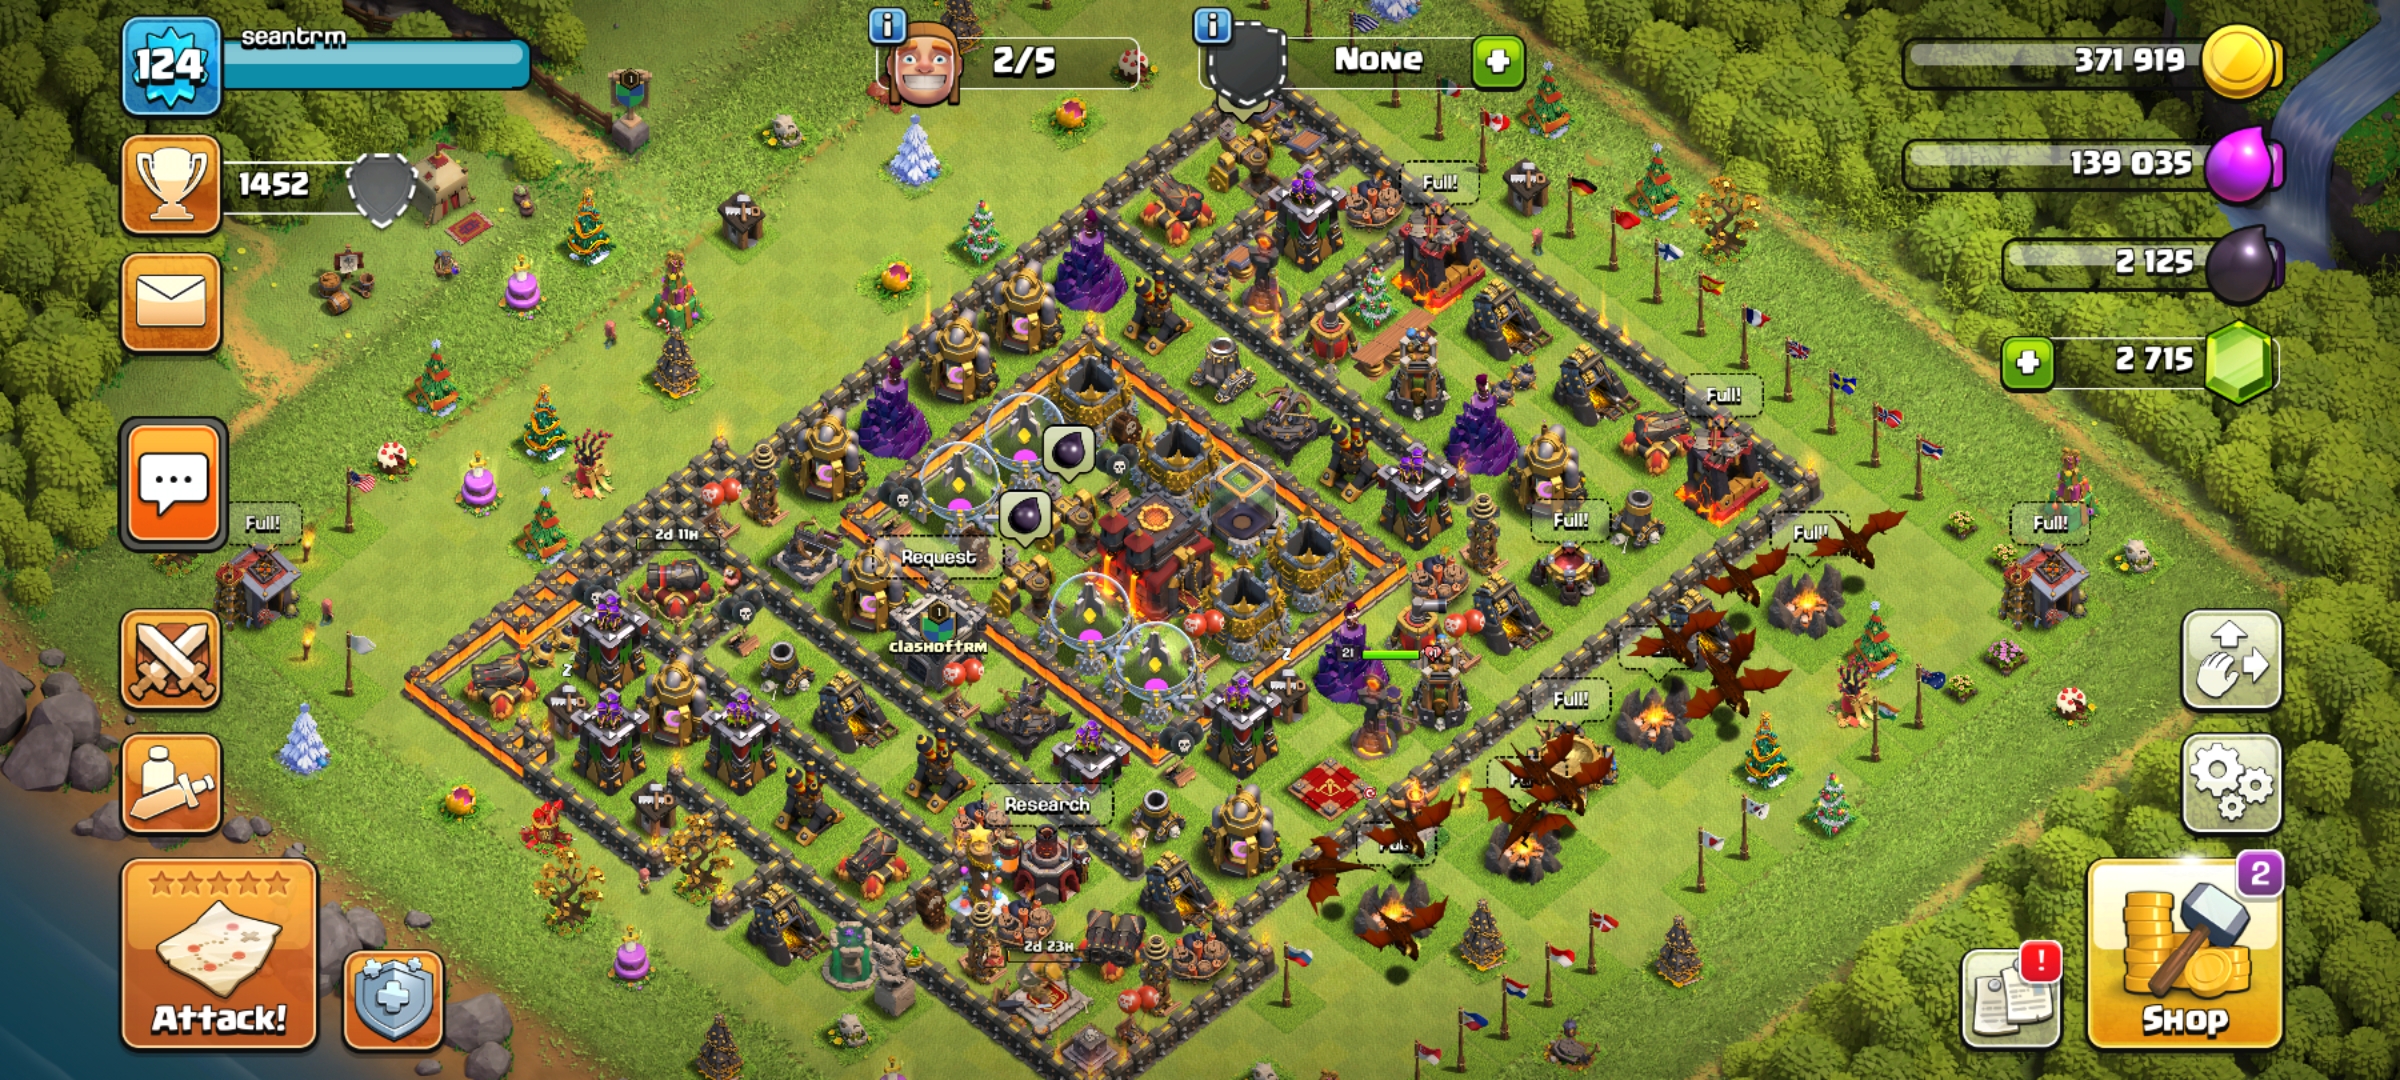 124
seantrm
2/5
None
371 919
1452
139 035
Full!
2 125
2 715
Full!
Full!
Full!
Full!
Full!
2d 11H
Request
clashoftrm
21
Full!
Research
2d 23H
2
Attack!
Shop